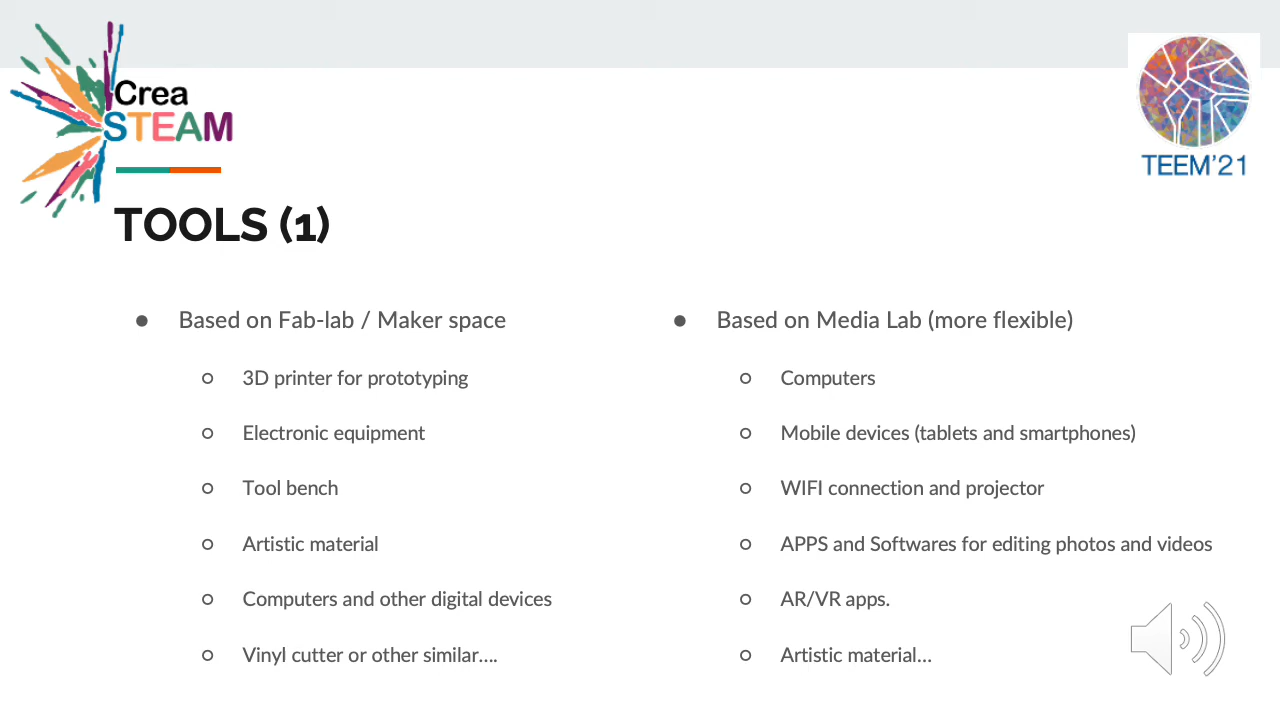 Crea
STEAM
TEEM'21
TOOLS (1)
● Based on Fab-lab / Maker space
○ 3D printer for prototyping
○ Electronic equipment
○ Tool bench
○ Artistic material
○ Computers and other digital devices
○ Vinyl cutter or other similar....
● Based on Media Lab (more flexible)
○ Computers
○ Mobile devices (tablets and smartphones)
○ WIFI connection and projector
○ APPS and Softwares for editing photos and videos
○ AR/VR apps.
○ Artistic material...